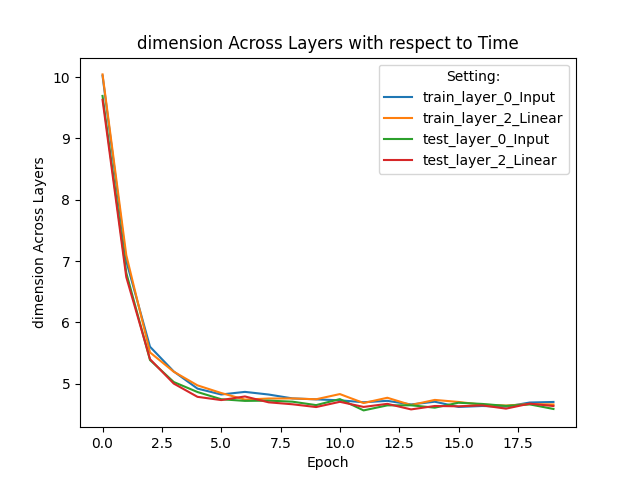 dimension Across Layers with respect to Time
Setting:
train_layer_0_Input
train_layer_2_Linear
test_layer_0_Input
test_layer_2_Linear
dimension Across Layers
10
9
8
7
6
5
0.0
2.5
5.0
7.5
10.0
12.5
15.0
17.5
Epoch